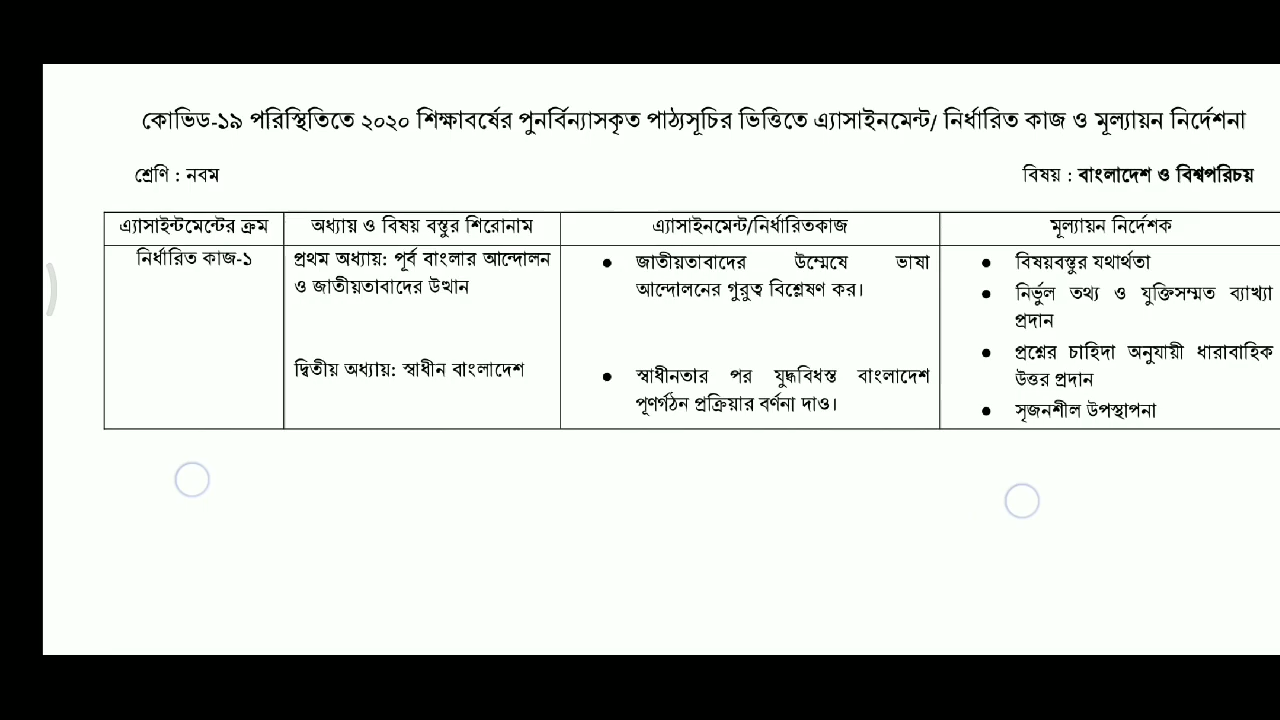 কোভিড-১৯ পরিস্থিতিতে ২০২০ শিক্ষাবর্ষের পুনর্বিন্যাসকৃত পাঠ্যসূচির ভিত্তিতে এ্যাসাইনমেন্ট/ নির্ধারিত কাজ ও মূল্যায়ন নির্দেশনা
শ্রেণি : নবম
বিষয় : বাংলাদেশ ও বিশ্বপরিচয়
এ্যাসাইন্টমেন্টের ক্রম
অধ্যায় ও বিষয় বস্তুর শিরোনাম
এ্যাসাইনমেন্ট/নির্ধারিতকাজ
মূল্যায়ন নির্দেশক
নির্ধারিত কাজ-১
প্রথম অধ্যায়: পূর্ব বাংলার আন্দোলন
ও জাতীয়তাবাদের উত্থান
দ্বিতীয় অধ্যায়: স্বাধীন বাংলাদেশ
● জাতীয়তাবাদের উম্মেষে ভাষা
আন্দোলনের গুরুত্ব বিশ্লেষণ কর।
● স্বাধীনতার পর যুদ্ধবিধস্ত বাংলাদেশ
পূণর্গঠন প্রক্রিয়ার বর্ণনা দাও।
● বিষয়বস্তুর যথার্থতা
● নির্ভুল তথ্য ও যুক্তিসম্মত ব্যাখ্যা
প্রদান
● প্রশ্নের চাহিদা অনুযায়ী ধারাবাহিক
উত্তর প্রদান
● সৃজনশীল উপস্থাপনা